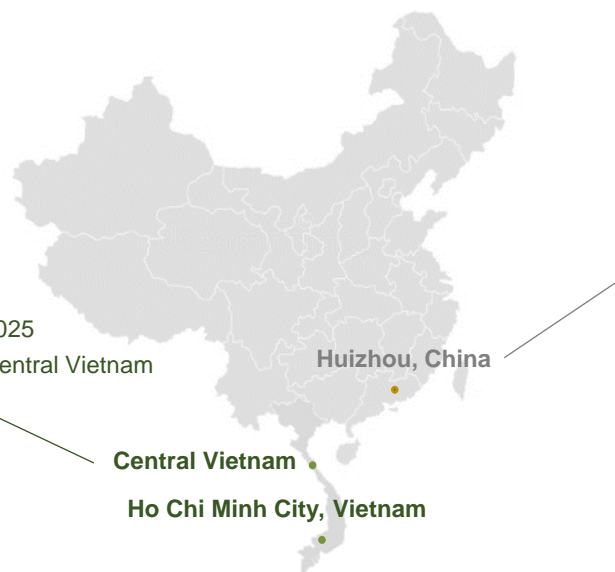 025
entral Vietnam
Huizhou, China
Central Vietnam
Ho Chi Minh City, Vietnam